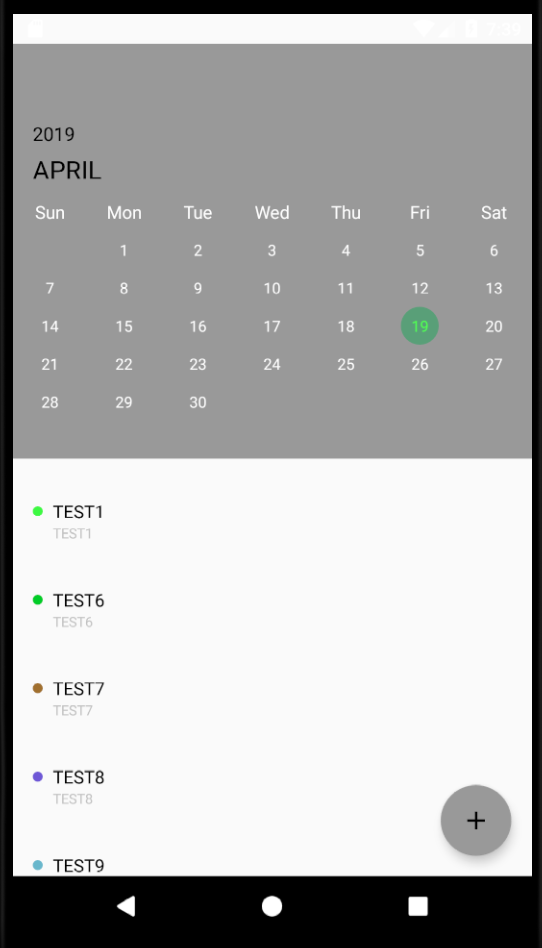 7:39
2019
APRIL
Sun Mon Tue Wed Thu Fri Sat
1 2 3 4 5 6
7 8 9 10 11 12 13
14 15 16 17 18 19 20
21 22 23 24 25 26 27
28 29 30
TEST1
TEST1
TEST6
TEST6
TEST7
TEST7
TEST8
TEST8
TEST9